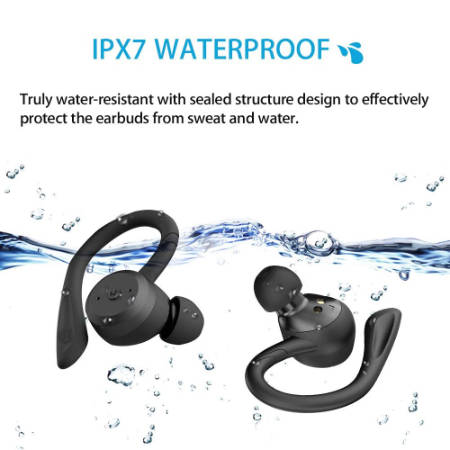 IPX7 WATERPROOF
Truly water-resistant with sealed structure design to effectively
protect the earbuds from sweat and water.